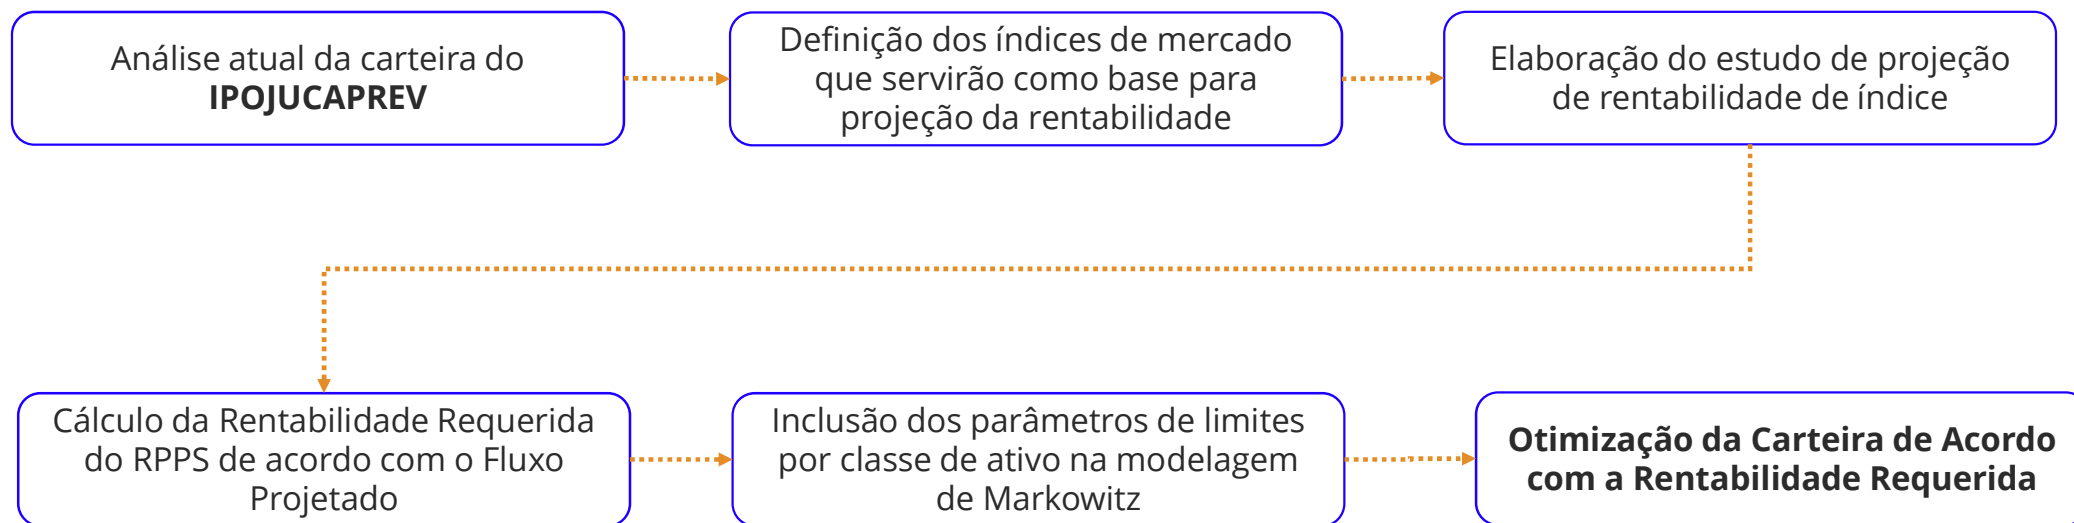 Análise atual da carteira do
IPOJUCAPREV
Definição dos índices de mercado
que servirão como base para
projeção da rentabilidade
Elaboração do estudo de projeção
de rentabilidade de índice
Cálculo da Rentabilidade Requerida
do RPPS de acordo com o Fluxo
Projetado
Inclusão dos parâmetros de limites
por classe de ativo na modelagem
de Markowitz
Otimização da Carteira de Acordo
com a Rentabilidade Requerida